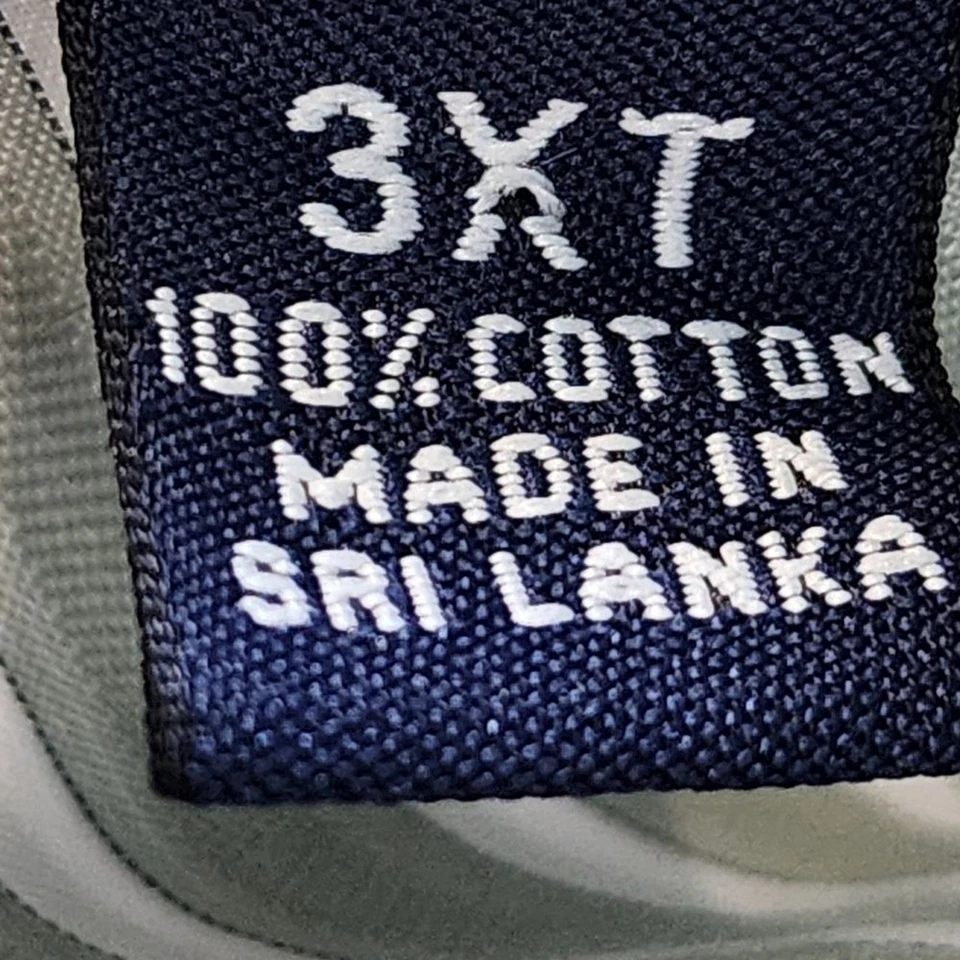 3XT
100% COTTON
MADE IN
SRI LANKA